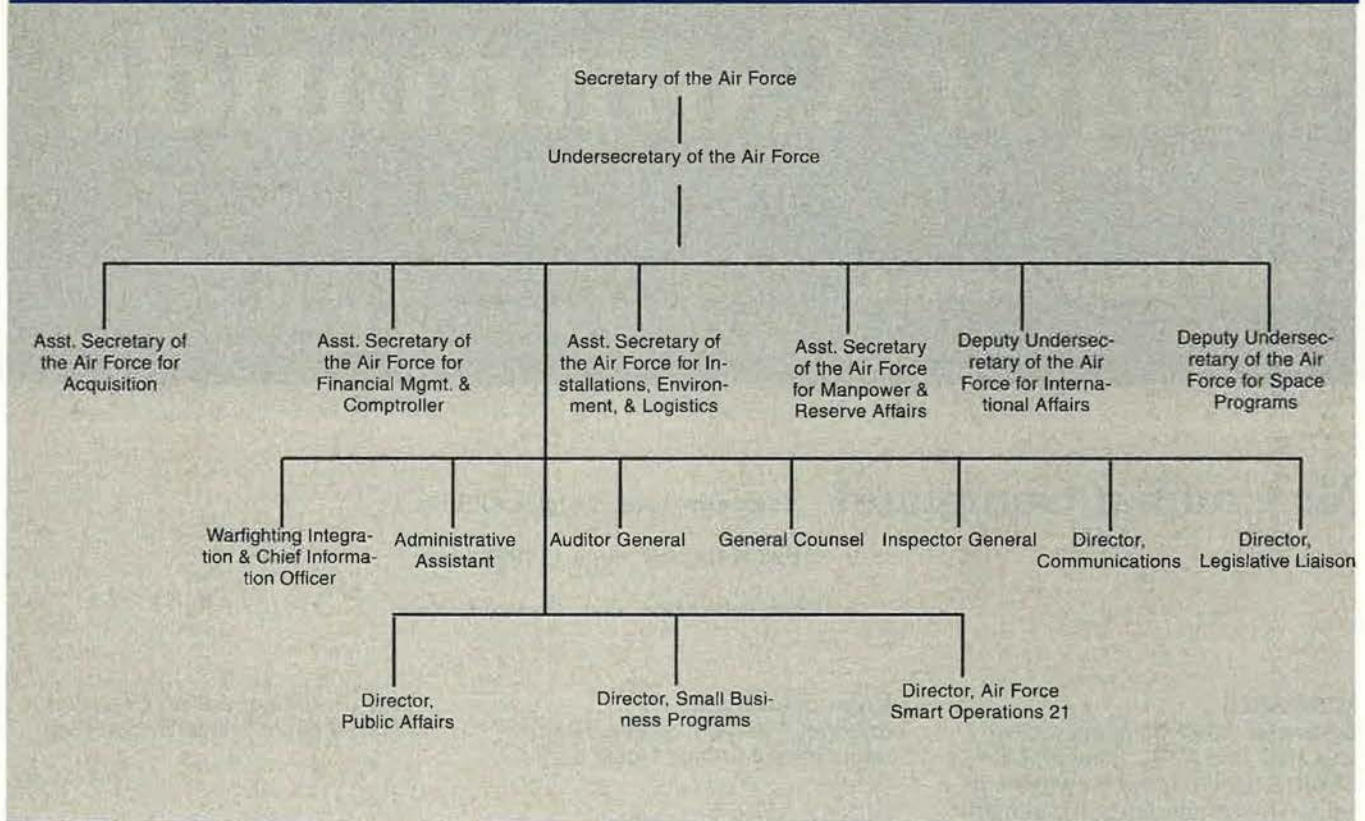 Secretary of the Air Force
Undersecretary of the Air Force
Asst. Secretary of
the Air Force for
Acquisition
Asst. Secretary of
the Air Force for
Financial Mgmt. &
Comptroller
Asst. Secretary of
the Air Force for In-
stallations, Environ-
ment, & Logistics
Asst. Secretary
of the Air Force
for Manpower &
Reserve Affairs
Deputy Undersec-
retary of the Air
Force for Interna-
tional Affairs
Deputy Undersec-
retary of the Air
Force for Space
Programs
Warfighting Integra-
tion & Chief Informa-
tion Officer
Administrative
Assistant
Auditor General
General Counsel
Inspector General
Director,
Communications
Director,
Legislative Liaison
Director,
Public Affairs
Director, Small Busi-
ness Programs
Director, Air Force
Smart Operations 21